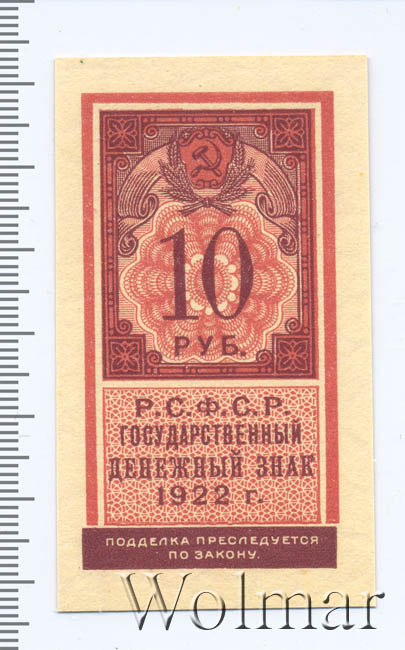 10
РУБ.
Р.С.Ф.С.Р.
ГОСУДАРСТВЕННЫЙ
ДЕНЕЖНЫЙ ЗНАК
1922 г.
ПОДДЕЛКА ПРЕСЛЕДУЕТСЯ
ПО ЗАКОНУ.
Wolmar